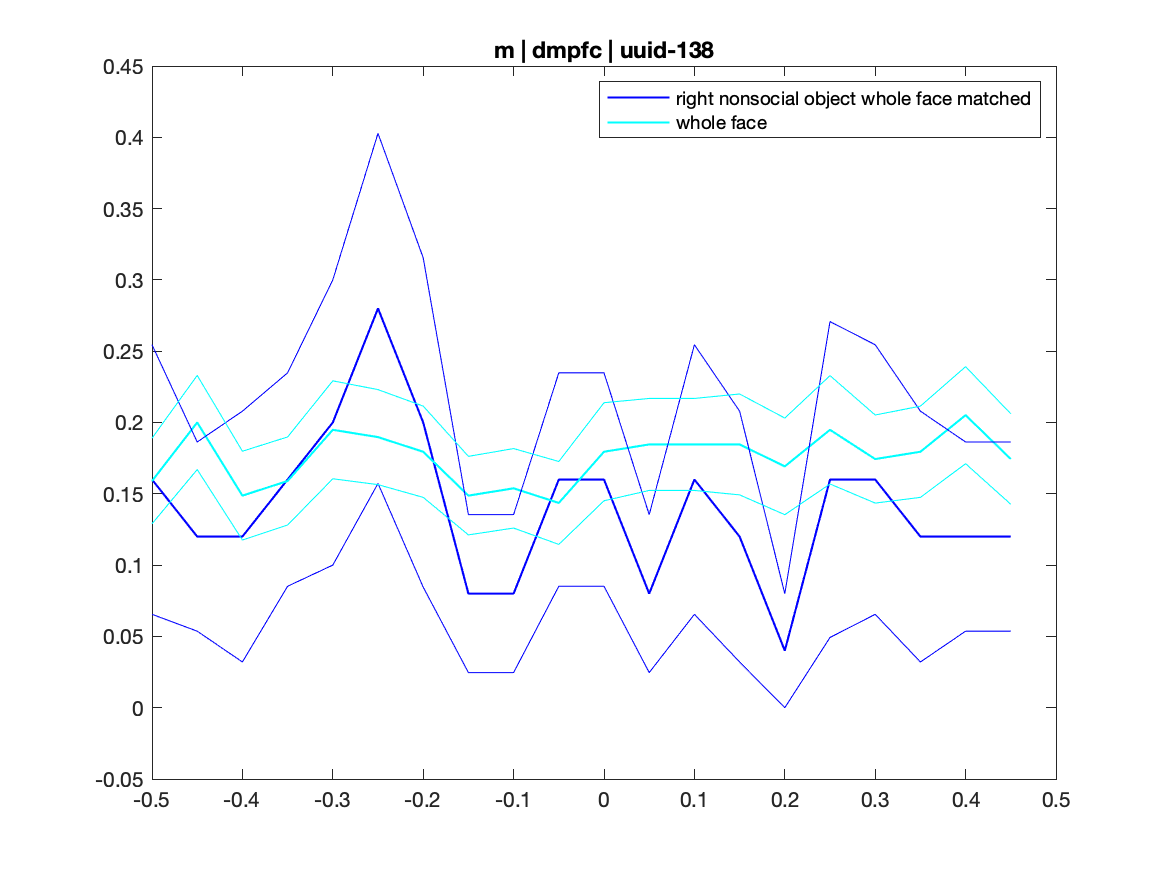 m | dmpfc | uuid-138
right nonsocial object whole face matched
whole face
0.45
0.4
0.35
0.3
0.25
0.2
0.15
0.1
0.05
0
-0.05
-0.5 -0.4 -0.3 -0.2 -0.1 0 0.1 0.2 0.3 0.4 0.5